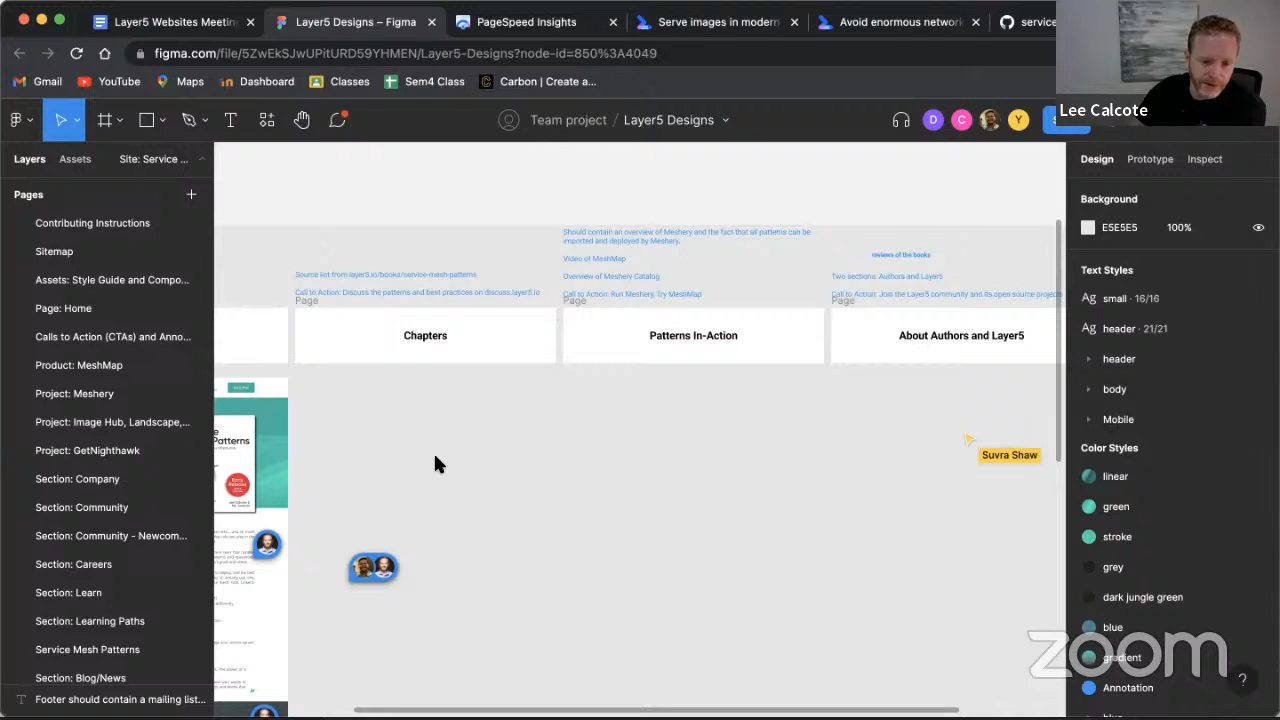 Layer5 Websites Meetin
Layer5 Designs – Figma
PageSpeed Insights
Serve images in modern
Avoid enormous network
service
figma.com/file/5ZwEkSJwUPitURD59YHMEN/Layer5-Designs?node-id=850%3A4049
Gmail
YouTube
Maps
Dashboard
Classes
Sem4 Class
Carbon | Create a...
Lee Calcote
Team project / Layer5 Designs
D
C
Y
Layers
Assets
Site: Service ...
Design
Prototype
Inspect
Pages
Contributing Instructions
Sitemap
Assets: Style Guide and Comp...
Page: Home
Calls to Action (CTAs) and Anno...
Product: MeshMap
Project: Meshery
Project: Image Hub, Landscape,...
Project: GetNighthawk
Section: Company
Section: Community
Section: Community - Newcom...
Section: Careers
Section: Learn
Section: Learning Paths
Service Mesh Patterns
Section: Blog/News
Footer should contain a mailing list...
Source list from layer5.io/books/service-mesh-patterns
Call to Action: Discuss the patterns and best practices on discuss.layer5.io
Page
Chapters
Should contain an overview of Meshery and the fact that all patterns can be
imported and deployed by Meshery.
Video of MeshMap
Overview of Meshery Catalog
Call to Action: Run Meshery, Try MeshMap
Page
Patterns In-Action
reviews of the books
Two sections: Authors and Layer5
Call to Action: Join the Layer5 community and its open source projects
Page
About Authors and Layer5
Patterns
Suvra Shaw
Background
E5E5E5
100%
Text Styles
Ag small · 16/16
Ag header · 21/21
header
body
Mobile
Color Styles
linear
green
stroke
grey
dark jungle green
blue
gradient
Annotation
zoom
?